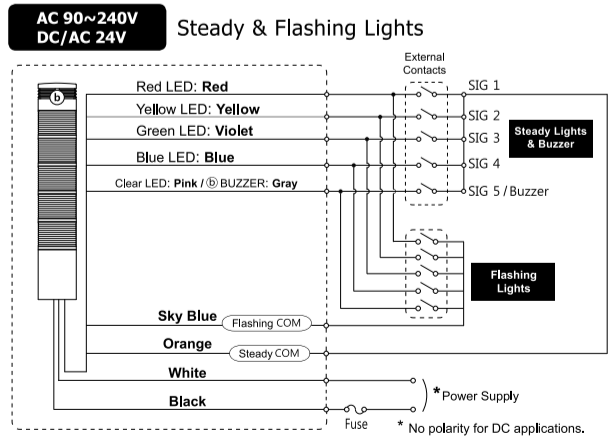 AC 90~240V
DC/AC 24V
Steady & Flashing Lights
External
Contacts
Red LED: Red
SIG 1
Yellow LED: Yellow
SIG 2
Green LED: Violet
SIG 3
Steady Lights
& Buzzer
Blue LED: Blue
SIG 4
Clear LED: Pink / ⓑ BUZZER: Gray
SIG 5 / Buzzer
ⓑ
Flashing
Lights
Sky Blue
Flashing COM
Orange
Steady COM
White
*Power Supply
Black
Fuse
* No polarity for DC applications.